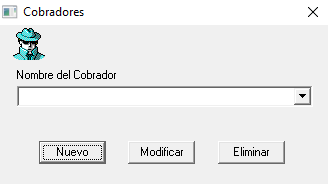 Cobradores
Nombre del Cobrador
Nuevo Modificar Eliminar